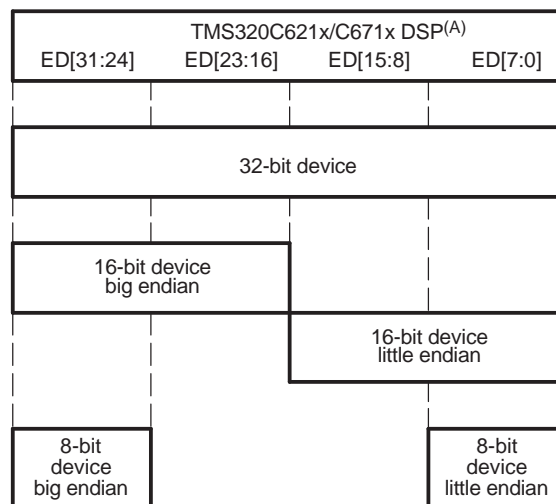 TMS320C621x/C671x DSP(A)
ED[31:24] ED[23:16] ED[15:8] ED[7:0]
32-bit device
16-bit device
big endian
16-bit device
little endian
8-bit
device
big endian
8-bit
device
little endian